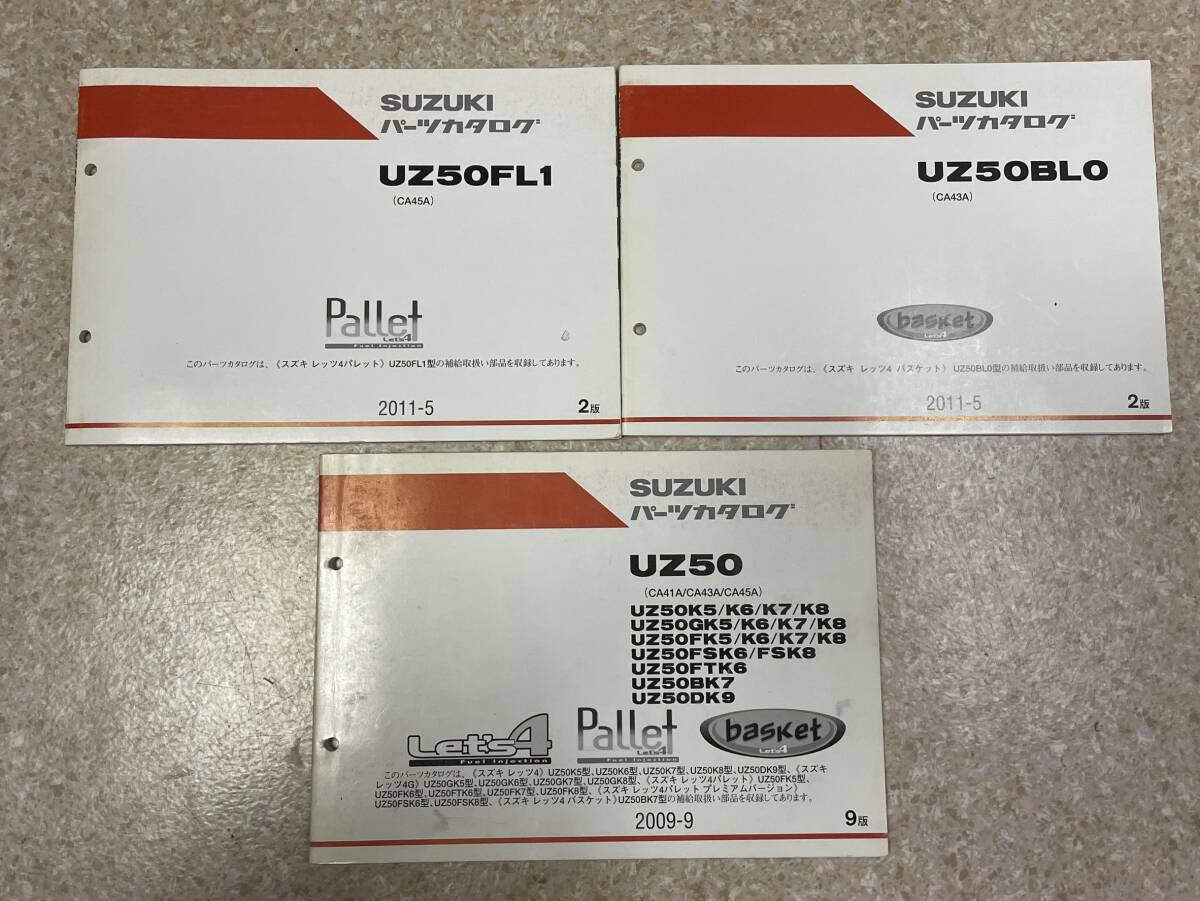 SUZUKI
パーツカタログ
UZ50FL1
(CA45A)
Pallet
Let's4
Fuel Injection
このパーツカタログは、《スズキ レッツ4パレット》UZ50FL1型の補給取扱い部品を収録してあります。
2011-5
2版
SUZUKI
パーツカタログ
UZ50BL0
(CA43A)
basket
Let's4
このパーツカタログは、《スズキ レッツ4 バスケット》UZ50BL0型の補給取扱い部品を収録してあります。
2011-5
2版
SUZUKI
パーツカタログ
UZ50
(CA41A/CA43A/CA45A)
UZ50K5/K6/K7/K8
UZ50GK5/K6/K7/K8
UZ50FK5/K6/K7/K8
UZ50FSK6/FSK8
UZ50FTK6
UZ50BK7
UZ50DK9
Let's4
Fuel Injection
Pallet
Let's4
Fuel Injection
basket
Let's4
このパーツカタログは、《スズキ レッツ4》UZ50K5型、UZ50K6型、UZ50K7型、UZ50K8型、UZ50DK9型、《スズキ
レッツ4G》UZ50GK5型、UZ50GK6型、UZ50GK7型、UZ50GK8型、《スズキ レッツ4パレット》UZ50FK5型、
UZ50FK6型、UZ50FTK6型、UZ50FK7型、UZ50FK8型、《スズキ レッツ4パレット プレミアムバージョン》
UZ50FSK6型、UZ50FSK8型、《スズキ レッツ4 バスケット》UZ50BK7型の補給取扱い部品を収録してあります。
2009-9
9版